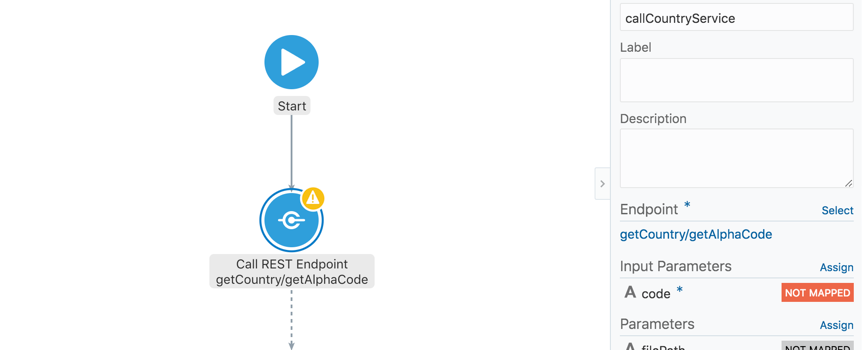 callCountryService
Label
Start
Description
Endpoint *
Select
getCountry/getAlphaCode
Call REST Endpoint
getCountry/getAlphaCode
Input Parameters
Assign
A code *
NOT MAPPED
Parameters
Assign
A filePath
NOT MAPPED